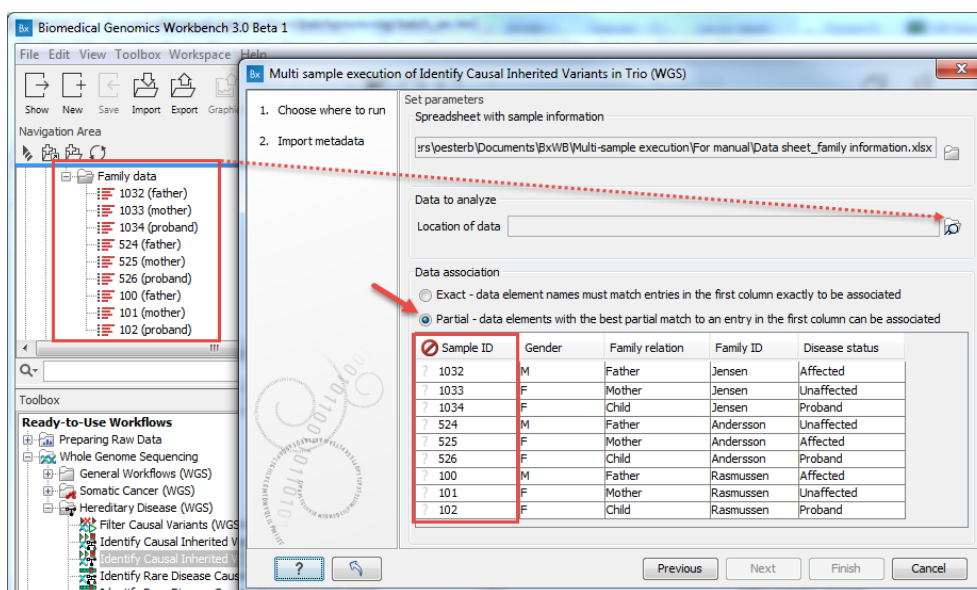 Biomedical Genomics Workbench 3.0 Beta 1
File Edit View Toolbox Workspace Help
Show New Save Import Export Graphic
Navigation Area
Family data
1032 (father)
1033 (mother)
1034 (proband)
524 (father)
525 (mother)
526 (proband)
100 (father)
101 (mother)
102 (proband)
Toolbox
Ready-to-Use Workflows
Preparing Raw Data
Whole Genome Sequencing
General Workflows (WGS)
Somatic Cancer (WGS)
Hereditary Disease (WGS)
Filter Causal Variants (WGS
Identify Causal Inherited V
Identify Causal Inherited V
Identify Rare Disease Caus
Multi sample execution of Identify Causal Inherited Variants in Trio (WGS)
1. Choose where to run
2. Import metadata
Set parameters
Spreadsheet with sample information
:rs\oesterb\Documents\BxWB\Multi-sample execution\For manual\Data sheet_family information.xlsx
Data to analyze
Location of data
Data association
Exact - data element names must match entries in the first column exactly to be associated
Partial - data elements with the best partial match to an entry in the first column can be associated
Sample ID Gender Family relation Family ID Disease status
? 1032 M Father Jensen Affected
? 1033 F Mother Jensen Unaffected
? 1034 F Child Jensen Proband
? 524 M Father Andersson Unaffected
? 525 F Mother Andersson Affected
? 526 F Child Andersson Proband
? 100 M Father Rasmussen Affected
? 101 F Mother Rasmussen Unaffected
? 102 F Child Rasmussen Proband
? Previous Next Finish Cancel